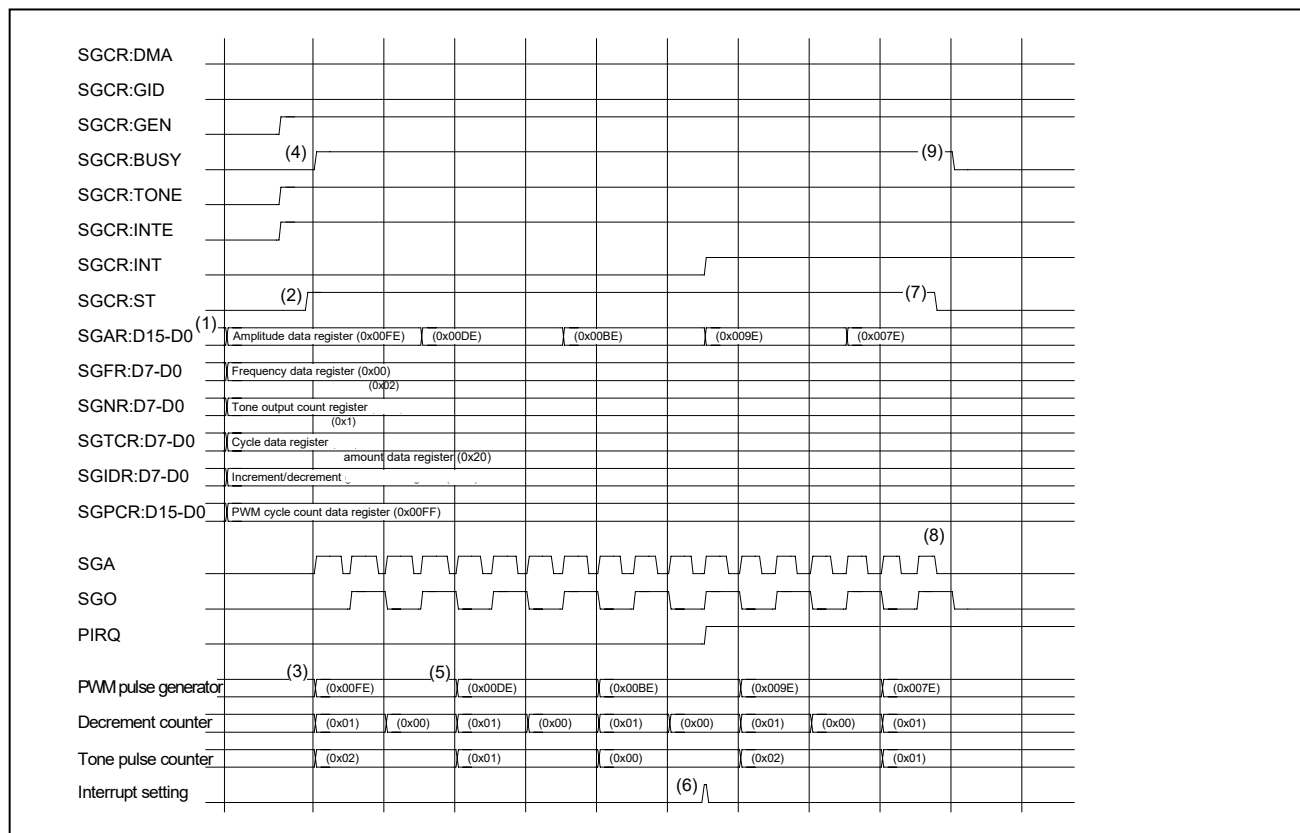 SGCR:DMA
SGCR:GID
SGCR:GEN
SGCR:BUSY (4) (9)
SGCR:TONE
SGCR:INTE
SGCR:INT
SGCR:ST (2) (7)
(1)
SGAR:D15-D0 Amplitude data register (0x00FE) (0x00DE) (0x00BE) (0x009E) (0x007E)
SGFR:D7-D0 Frequency data register (0x00)
(0x02)
SGNR:D7-D0 Tone output count register
(0x1)
SGTCR:D7-D0 Cycle data register
amount data register (0x20)
SGIDR:D7-D0 Increment/decrement
SGPCR:D15-D0 PWM cycle count data register (0x00FF)
(8)
SGA
SGO
PIRQ
(3) (5)
PWM pulse generator (0x00FE) (0x00DE) (0x00BE) (0x009E) (0x007E)
Decrement counter (0x01) (0x00) (0x01) (0x00) (0x01) (0x00) (0x01) (0x00) (0x01)
Tone pulse counter (0x02) (0x01) (0x00) (0x02) (0x01)
Interrupt setting (6)